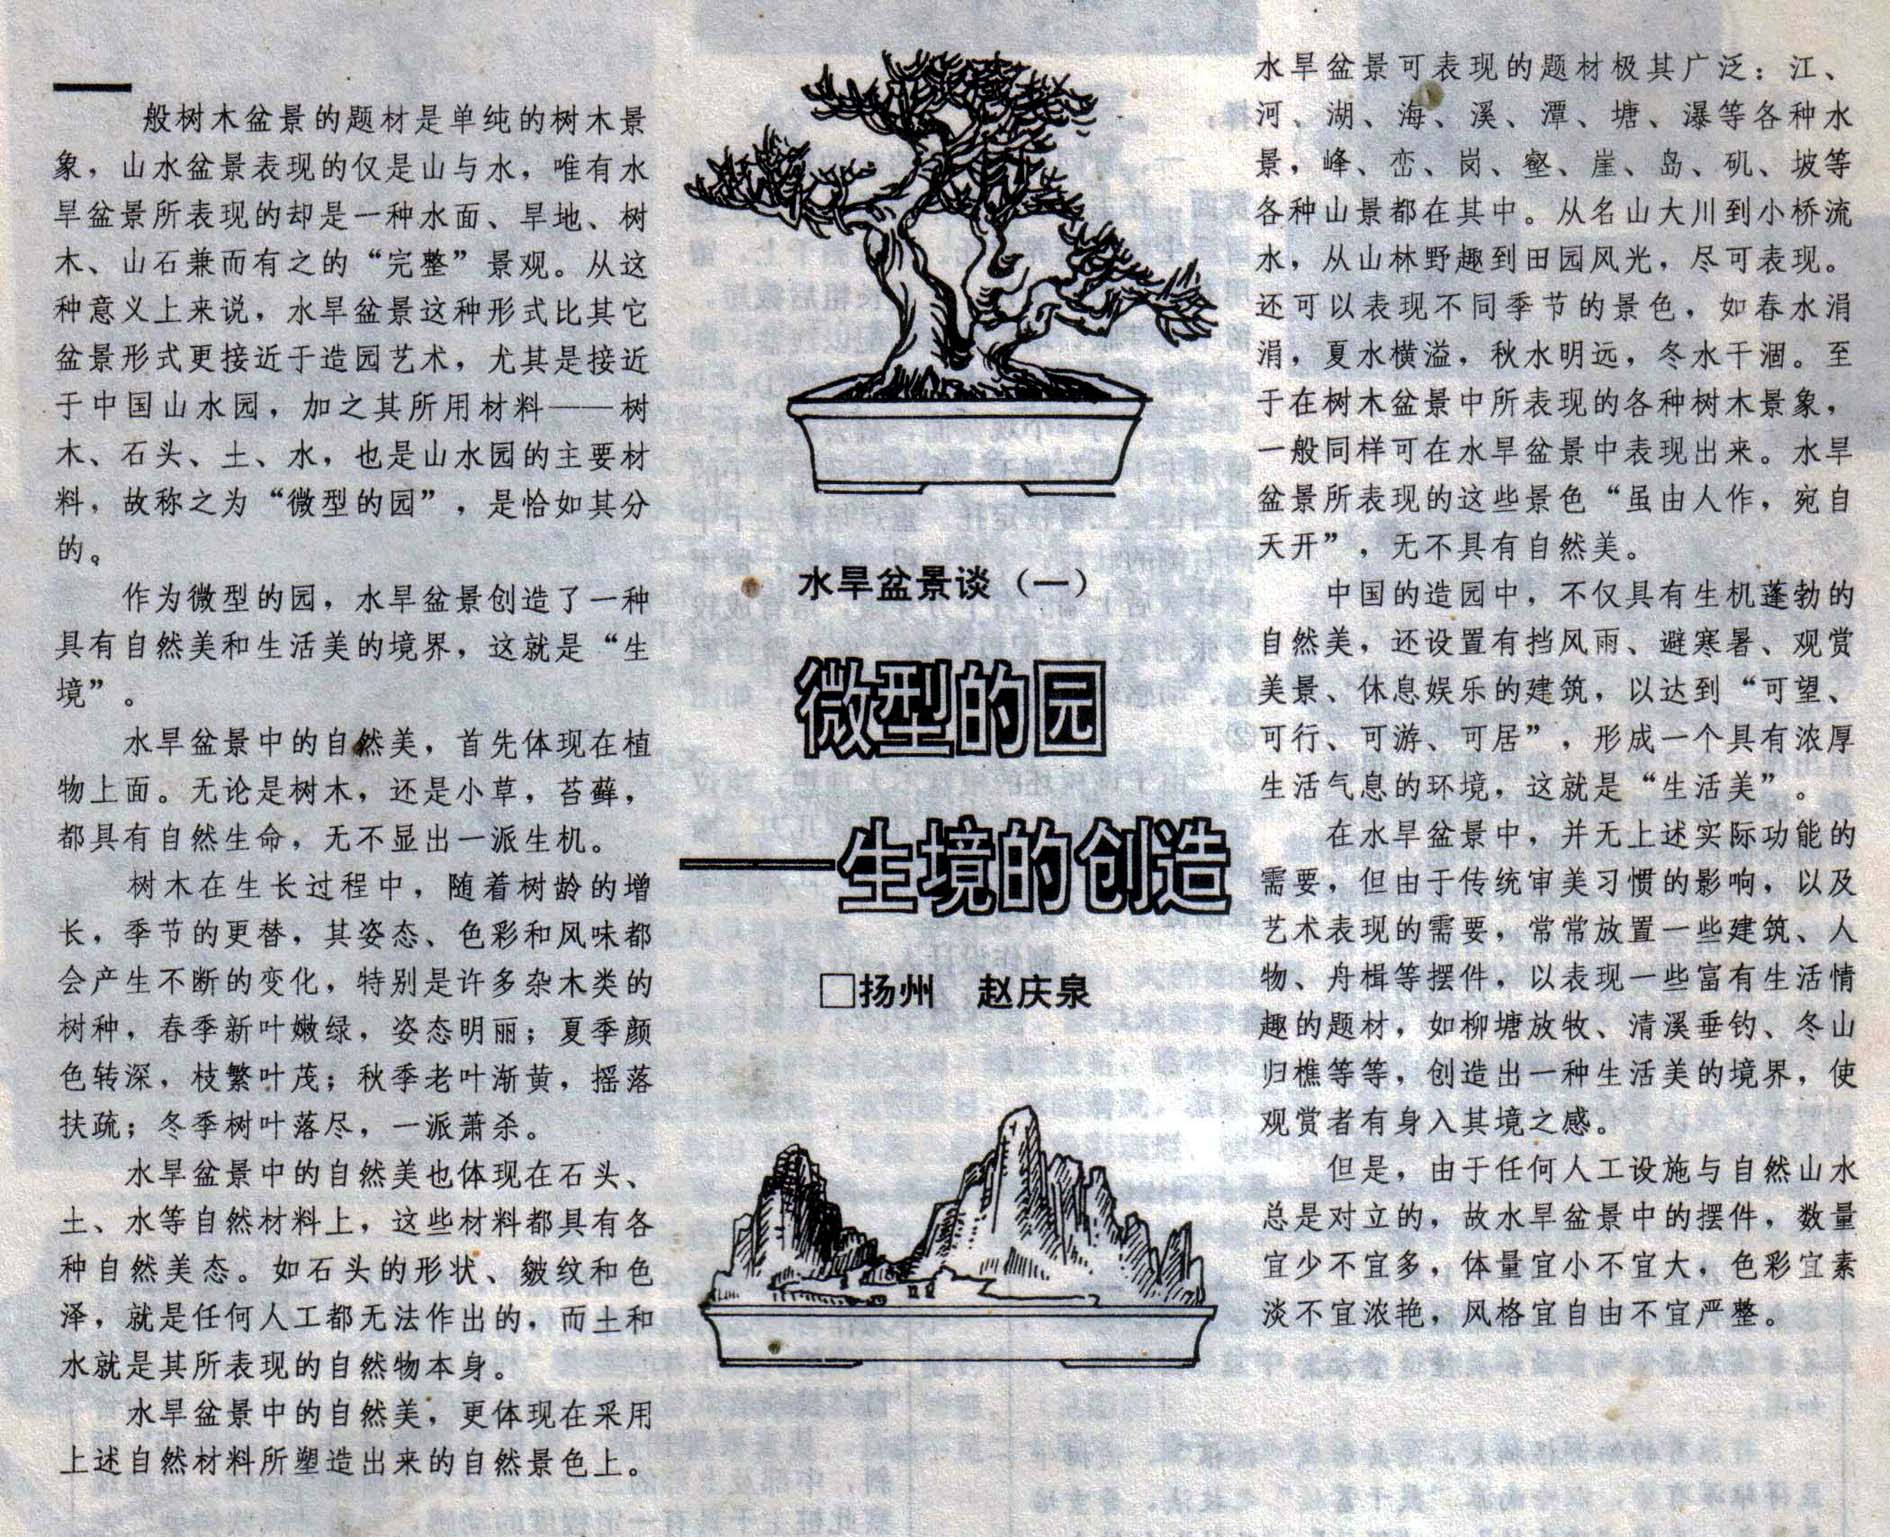 一
般树木盆景的题材是单纯的树木景
象，山水盆景表现的仅是山与水，唯有水
旱盆景所表现的却是一种水面、旱地、树
木、山石兼而有之的“完整”景观。从这
种意义上来说，水旱盆景这种形式比其它
盆景形式更接近于造园艺术，尤其是接近
于中国山水园，加之其所用材料——树
木、石头、土、水，也是山水园的主要材
料，故称之为“微型的园”，是恰如其分
的。
作为微型的园，水旱盆景创造了一种
具有自然美和生活美的境界，这就是“生
境”。
水旱盆景中的自然美，首先体现在植
物上面。无论是树木，还是小草，苔藓，
都具有自然生命，无不显出一派生机。
树木在生长过程中，随着树龄的增
长，季节的更替，其姿态、色彩和风味都
会产生不断的变化，特别是许多杂木类的
树种，春季新叶嫩绿，姿态明丽；夏季颜
色转深，枝繁叶茂；秋季老叶渐黄，摇落
扶疏；冬季树叶落尽，一派萧杀。
水旱盆景中的自然美也体现在石头、
土、水等自然材料上，这些材料都具有各
种自然美态。如石头的形状、皴纹和色
泽，就是任何人工都无法作出的，而土和
水就是其所表现的自然物本身。
水旱盆景中的自然美，更体现在采用
上述自然材料所塑造出来的自然景色上。
水旱盆景谈（一）
微型的园
——生境的创造
□扬州　赵庆泉
水旱盆景可表现的题材极其广泛：江、
河、湖、海、溪、潭、塘、瀑等各种水
景，峰、峦、岗、壑、崖、岛、矶、坡等
各种山景都在其中。从名山大川到小桥流
水，从山林野趣到田园风光，尽可表现。
还可以表现不同季节的景色，如春水涓
涓，夏水横溢，秋水明远，冬水干涸。至
于在树木盆景中所表现的各种树木景象，
一般同样可在水旱盆景中表现出来。水旱
盆景所表现的这些景色“虽由人作，宛自
天开”，无不具有自然美。
中国的造园中，不仅具有生机蓬勃的
自然美，还设置有挡风雨、避寒暑、观赏
美景、休息娱乐的建筑，以达到“可望、
可行、可游、可居”，形成一个具有浓厚
生活气息的环境，这就是“生活美”。
在水旱盆景中，并无上述实际功能的
需要，但由于传统审美习惯的影响，以及
艺术表现的需要，常常放置一些建筑、人
物、舟楫等摆件，以表现一些富有生活情
趣的题材，如柳塘放牧、清溪垂钓、冬山
归樵等等，创造出一种生活美的境界，使
观赏者有身入其境之感。
但是，由于任何人工设施与自然山水
总是对立的，故水旱盆景中的摆件，数量
宜少不宜多，体量宜小不宜大，色彩宜素
淡不宜浓艳，风格宜自由不宜严整。